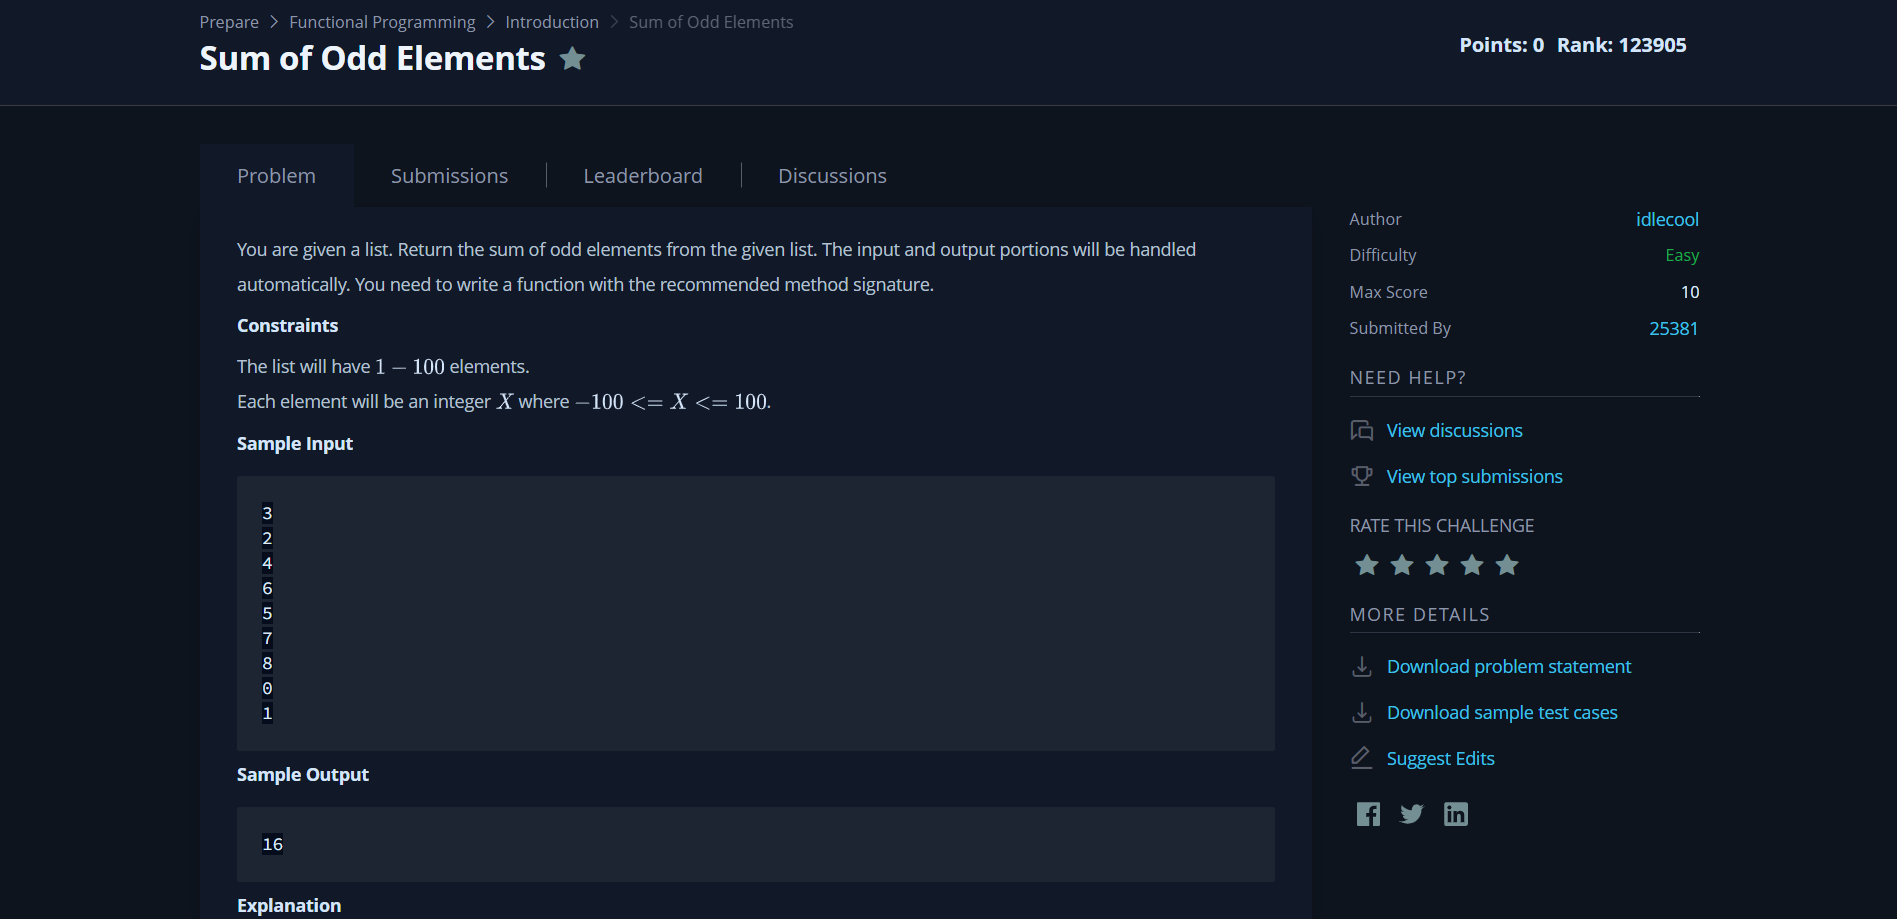 Prepare > Functional Programming > Introduction > Sum of Odd Elements
Sum of Odd Elements
Points: 0 Rank: 123905
Problem
Submissions
Leaderboard
Discussions
You are given a list. Return the sum of odd elements from the given list. The input and output portions will be handled
automatically. You need to write a function with the recommended method signature.
Constraints
The list will have 1 – 100 elements.
Each element will be an integer X where −100 <= X <= 100.
Sample Input
3
2
4
6
5
7
8
0
1
Sample Output
16
Explanation
Author idlecool
Difficulty Easy
Max Score 10
Submitted By 25381
NEED HELP?
View discussions
View top submissions
RATE THIS CHALLENGE
MORE DETAILS
Download problem statement
Download sample test cases
Suggest Edits